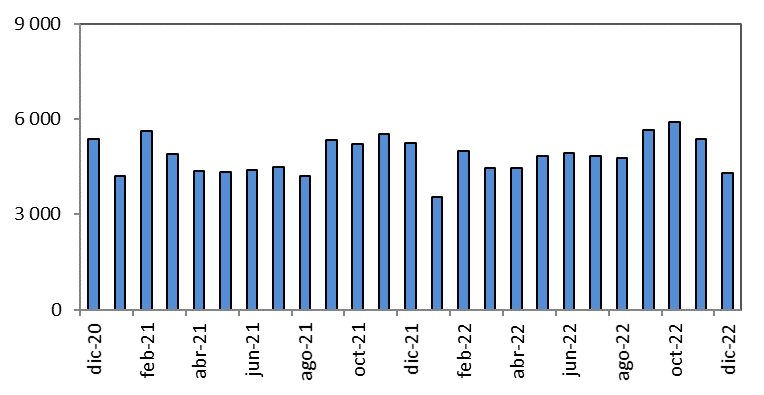 9 000
6 000
3 000
0
dic-20
feb-21
abr-21
jun-21
ago-21
oct-21
dic-21
feb-22
abr-22
jun-22
ago-22
oct-22
dic-22